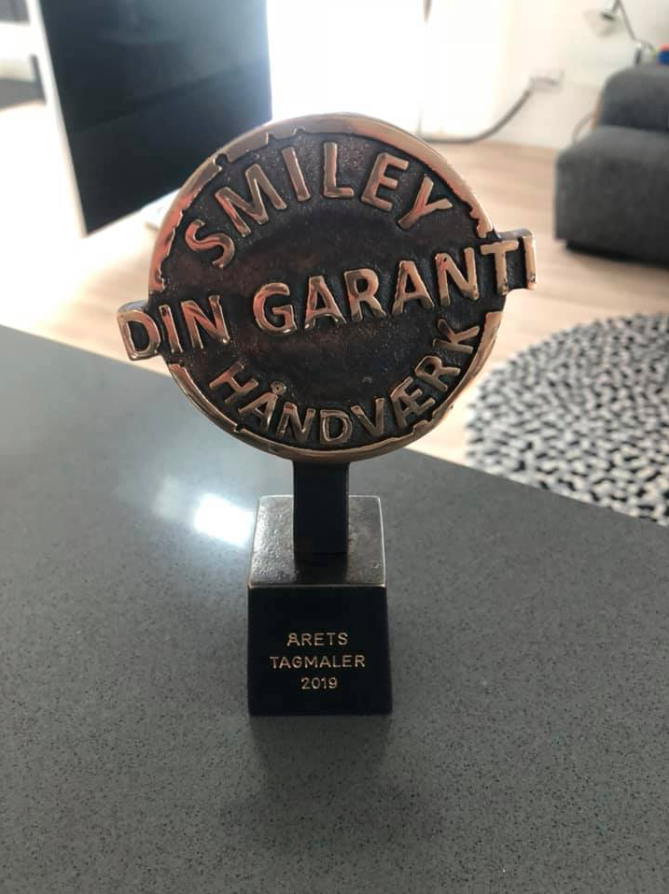 SMILEY
DIN GARANTI
HÅNDVÆRK
ÅRETS
TAGMALER
2019